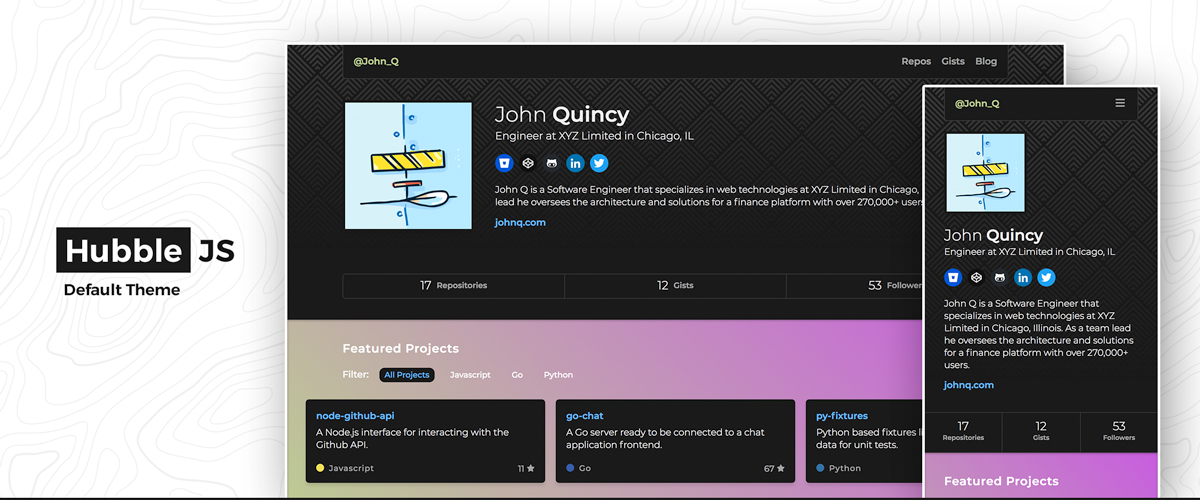 Hubble JS
Default Theme
@John_Q
Repos Gists Blog
John Quincy
Engineer at XYZ Limited in Chicago, IL
John Q is a Software Engineer that specializes in web technologies at XYZ Limited in Chicago,
lead he oversees the architecture and solutions for a finance platform with over 270,000+ users
johnq.com
17 Repositories
12 Gists
53 Follower
Featured Projects
Filter: All Projects Javascript Go Python
node-github-api
A Node.js interface for interacting with the
Github API.
Javascript 11
go-chat
A Go server ready to be connected to a chat
application frontend.
Go 67
py-fixtures
Python based fixtures
data for unit tests.
Python
@John_Q
John Quincy
Engineer at XYZ Limited in Chicago, IL
John Q is a Software Engineer that
specializes in web technologies at XYZ
Limited in Chicago, Illinois. As a team lead
he oversees the architecture and solutions
for a finance platform with over 270,000+
users.
johnq.com
17 Repositories
12 Gists
53 Followers
Featured Projects